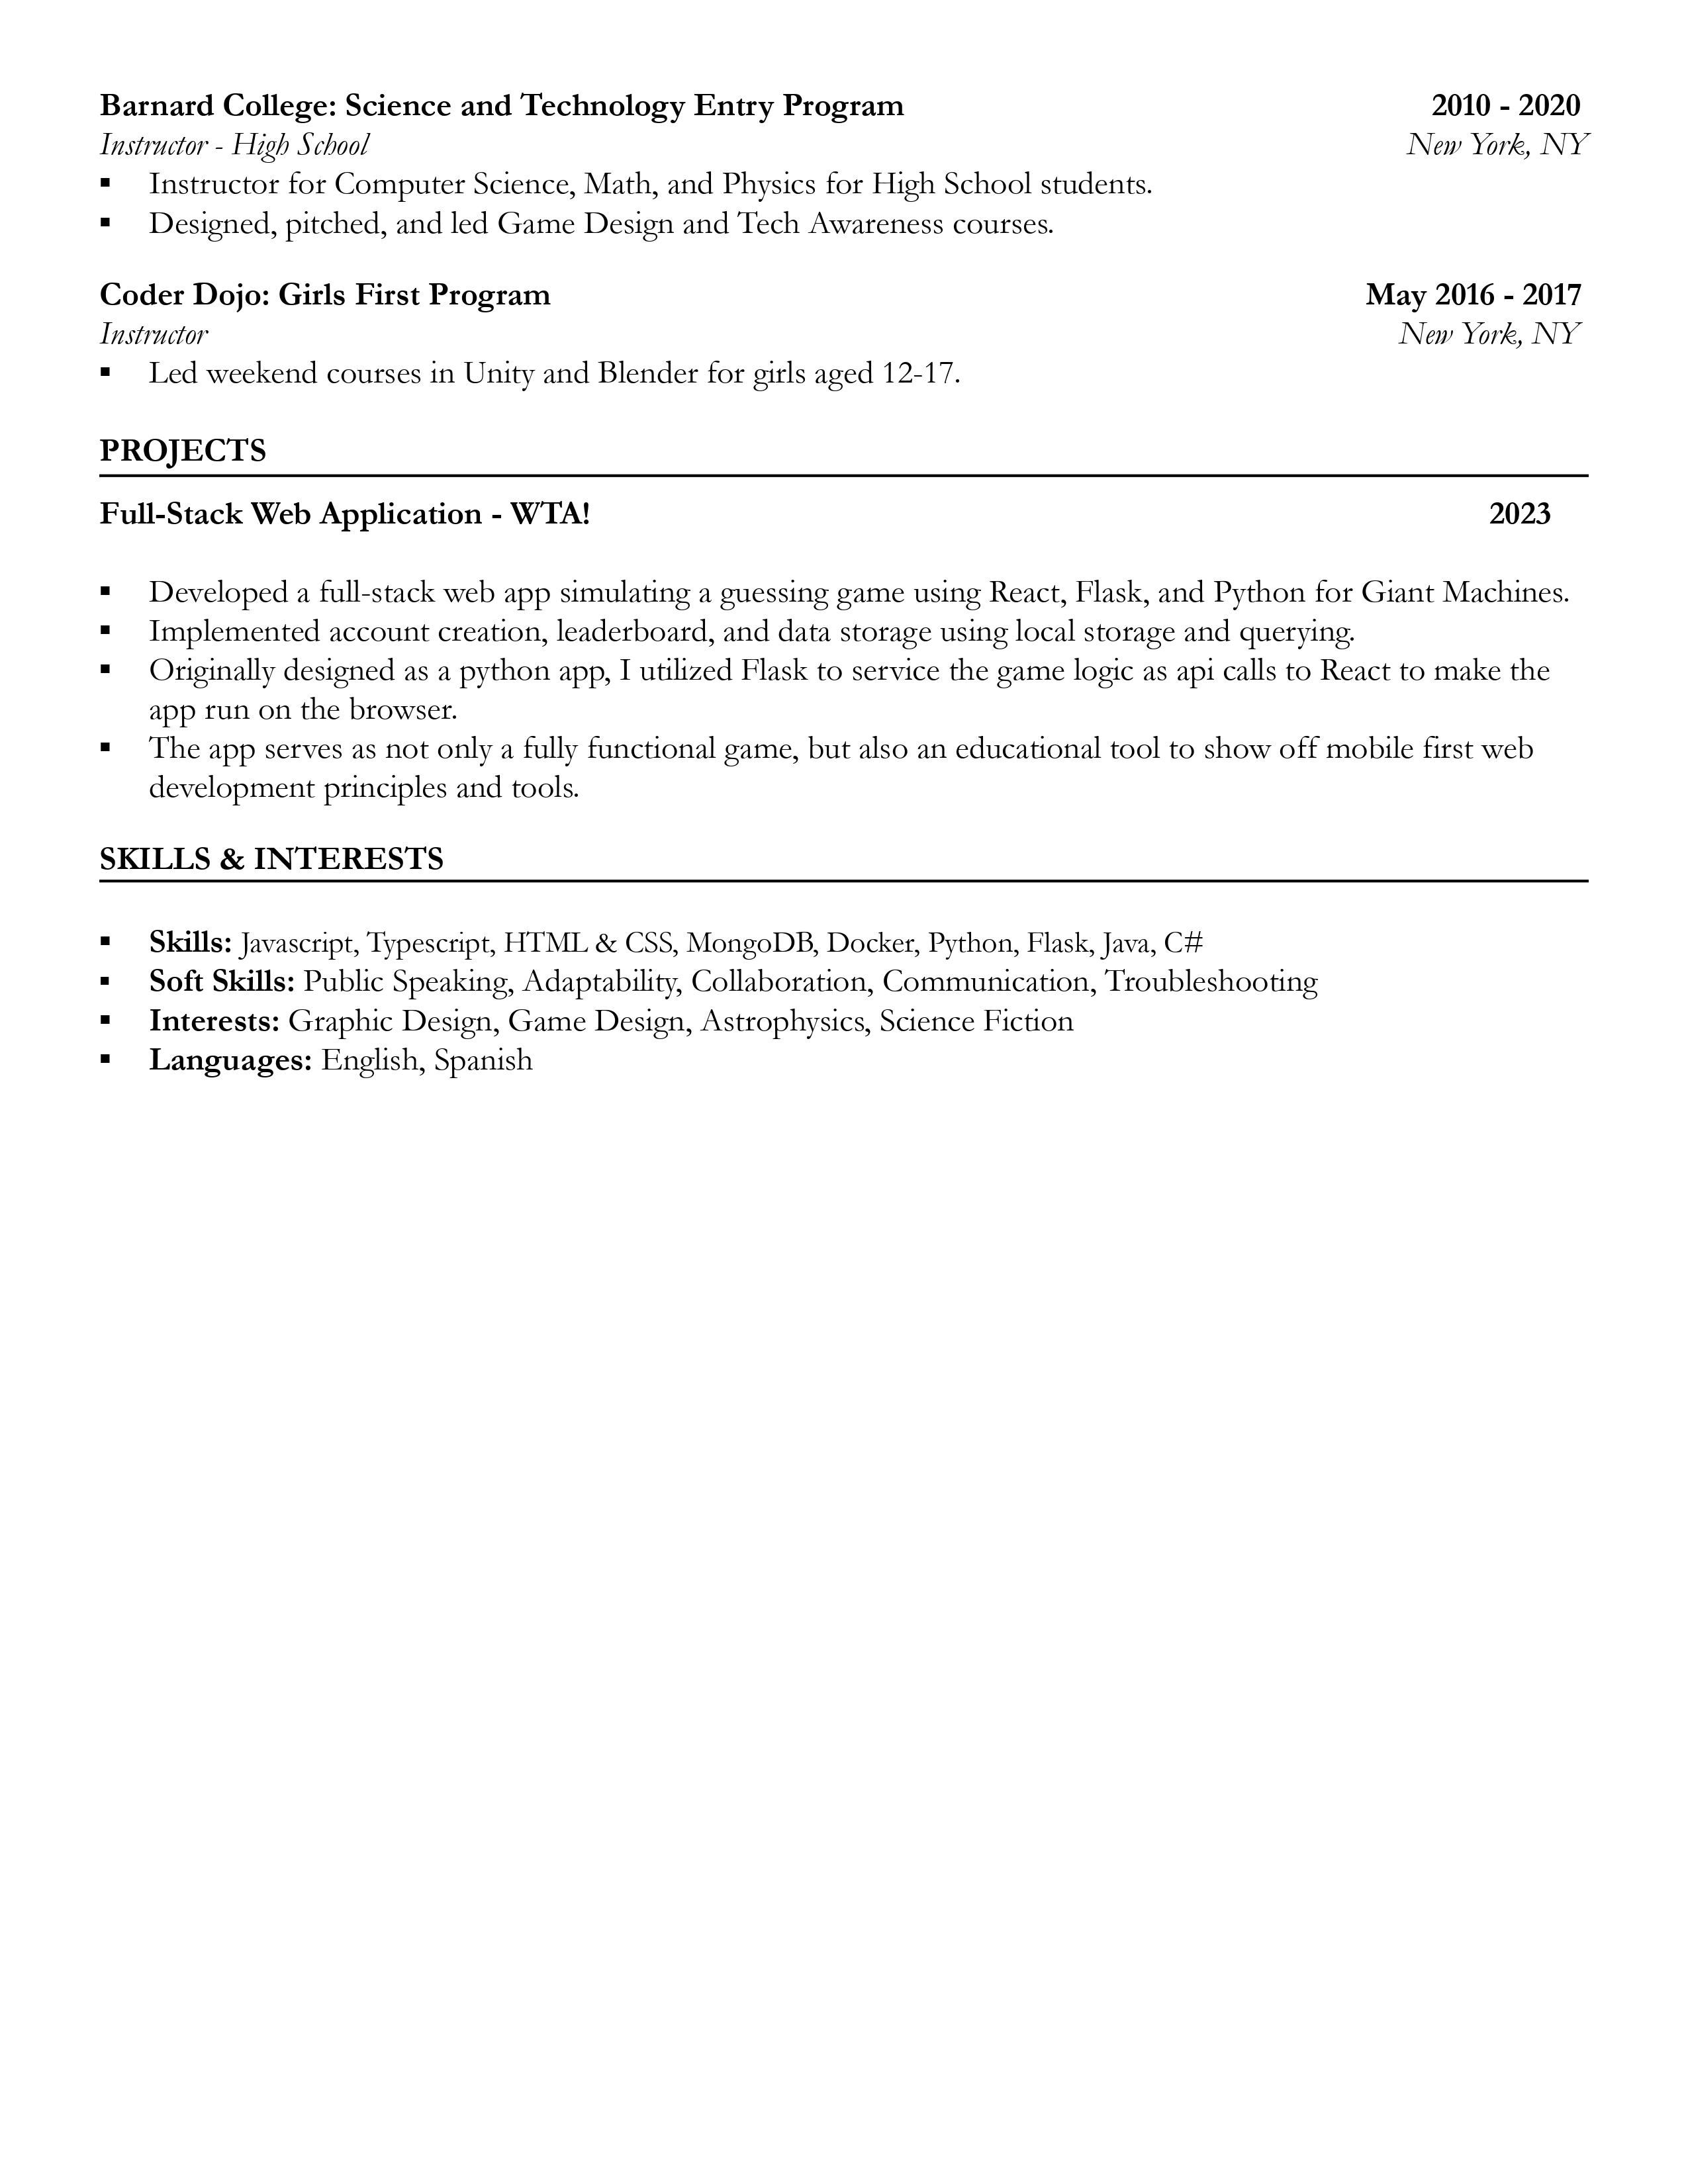 Barnard College: Science and Technology Entry Program 2010 - 2020
Instructor - High School New York, NY
▪ Instructor for Computer Science, Math, and Physics for High School students.
▪ Designed, pitched, and led Game Design and Tech Awareness courses.
Coder Dojo: Girls First Program May 2016 - 2017
Instructor New York, NY
▪ Led weekend courses in Unity and Blender for girls aged 12-17.
PROJECTS
Full-Stack Web Application - WTA! 2023
▪ Developed a full-stack web app simulating a guessing game using React, Flask, and Python for Giant Machines.
▪ Implemented account creation, leaderboard, and data storage using local storage and querying.
▪ Originally designed as a python app, I utilized Flask to service the game logic as api calls to React to make the
app run on the browser.
▪ The app serves as not only a fully functional game, but also an educational tool to show off mobile first web
development principles and tools.
SKILLS & INTERESTS
▪ Skills: Javascript, Typescript, HTML & CSS, MongoDB, Docker, Python, Flask, Java, C#
▪ Soft Skills: Public Speaking, Adaptability, Collaboration, Communication, Troubleshooting
▪ Interests: Graphic Design, Game Design, Astrophysics, Science Fiction
▪ Languages: English, Spanish